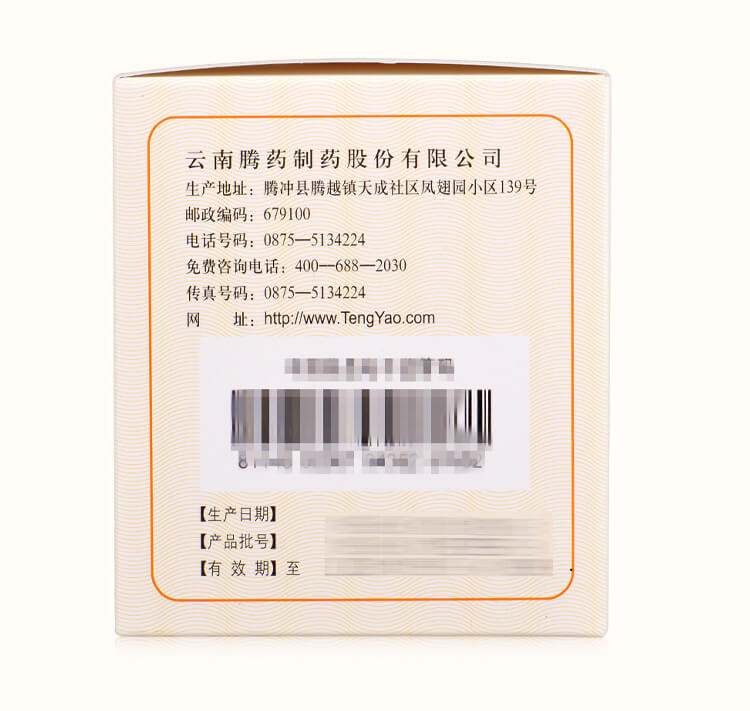 云南腾药制药股份有限公司
生产地址：腾冲县腾越镇天成社区凤翅园小区139号
邮政编码：679100
电话号码：0875—5134224
免费咨询电话：400—688—2030
传真号码：0875—5134224
网 址：http://www.TengYao.com
【生产日期】
【产品批号】
【有 效 期】至